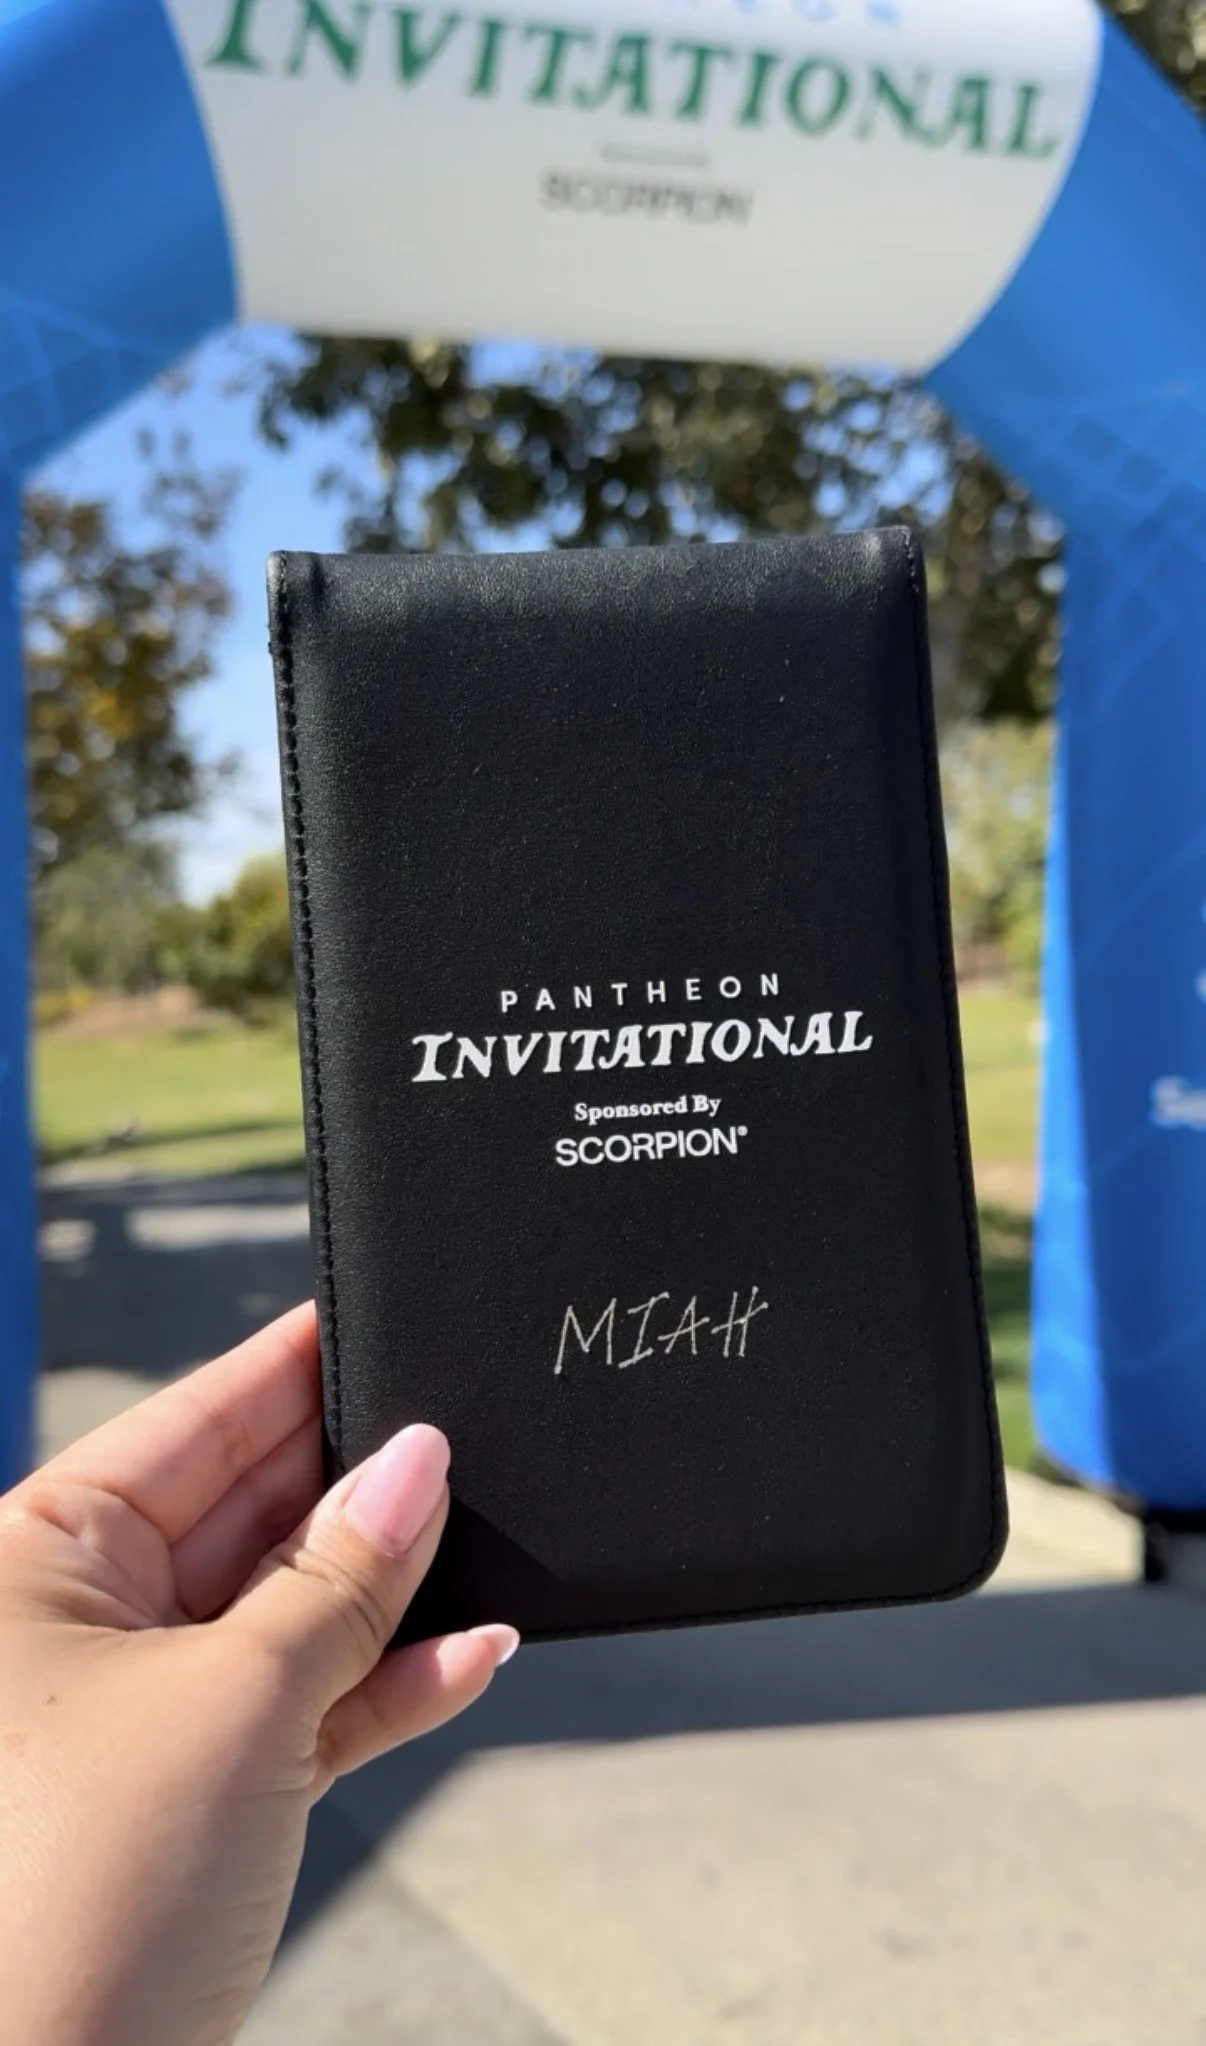 INVITATIONAL
SCORPION
PANTHEON
INVITATIONAL
Sponsored By
SCORPION®
MIAH